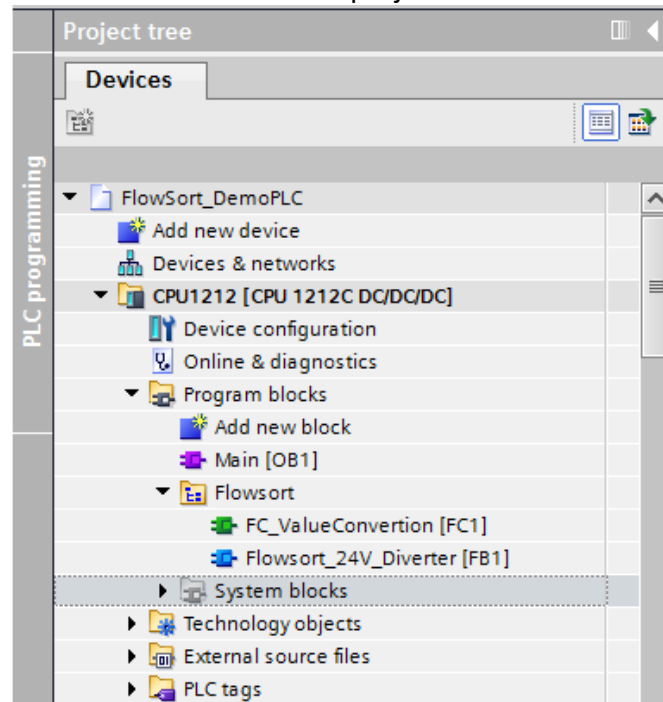 Project tree
Devices
PLC programming
FlowSort_DemoPLC
Add new device
Devices & networks
CPU1212 [CPU 1212C DC/DC/DC]
Device configuration
Online & diagnostics
Program blocks
Add new block
Main [OB1]
Flowsort
FC_ValueConvertion [FC1]
Flowsort_24V_Diverter [FB1]
System blocks
Technology objects
External source files
PLC tags